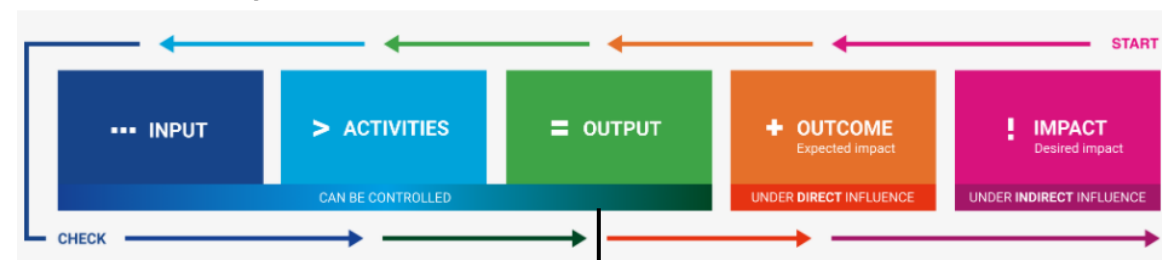 START
INPUT
> ACTIVITIES
= OUTPUT
+ OUTCOME
Expected impact
! IMPACT
Desired impact
CAN BE CONTROLLED
UNDER DIRECT INFLUENCE
UNDER INDIRECT INFLUENCE
CHECK